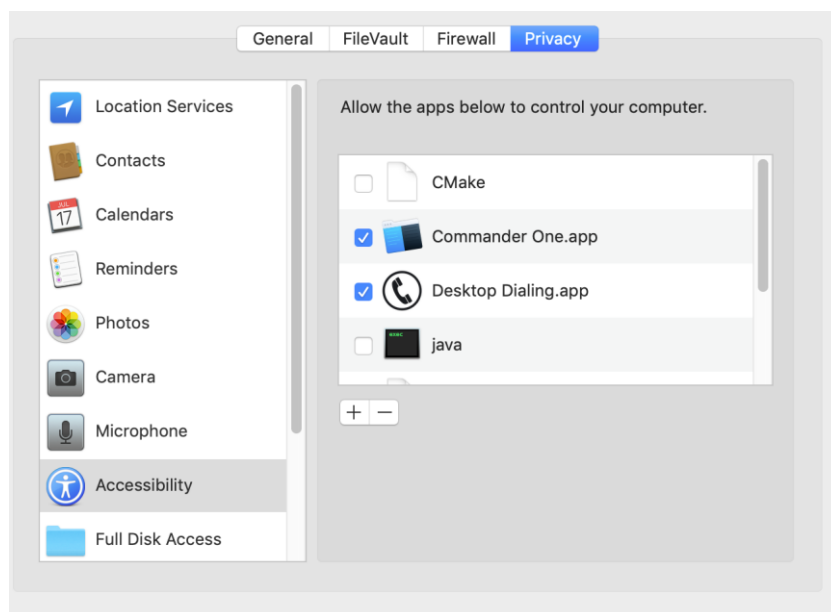 General FileVault Firewall Privacy
Location Services
Contacts
JUL
17
Calendars
Reminders
Photos
Camera
Microphone
Accessibility
Full Disk Access
Allow the apps below to control your computer.
CMake
Commander One.app
Desktop Dialing.app
java
+ −